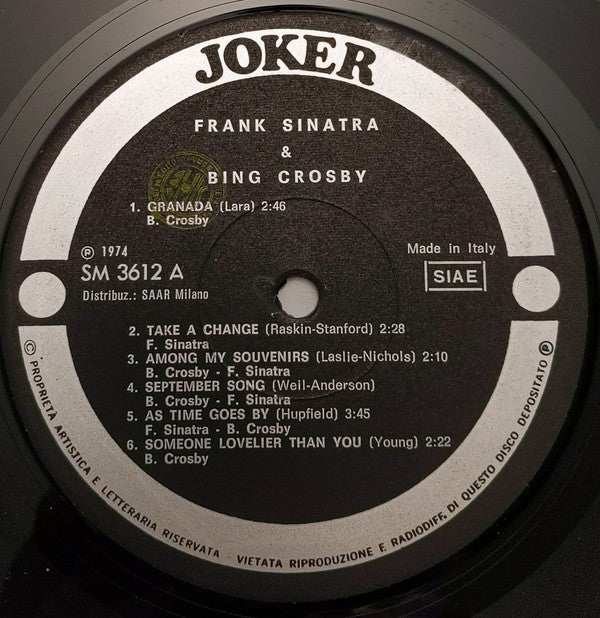 JOKER
FRANK SINATRA
&
BING CROSBY
1. GRANADA (Lara) 2:46
B. Crosby
℗ 1974
SM 3612 A
Distribuz.: SAAR Milano
Made in Italy
SIAE
2. TAKE A CHANGE (Raskin-Stanford) 2:28
F. Sinatra
3. AMONG MY SOUVENIRS (Laslie-Nichols) 2:10
B. Crosby - F. Sinatra
4. SEPTEMBER SONG (Weil-Anderson)
B. Crosby - F. Sinatra
5. AS TIME GOES BY (Hupfield) 3:45
F. Sinatra - B. Crosby
6. SOMEONE LOVELIER THAN YOU (Young) 2:22
B. Crosby
© PROPRIETA ARTISIICA E LETTERARIA RISERVATA - VIETATA RIPRODUZIONE E RADIODIFF. DI QUESTO DISCO DEPOSITATO ℗